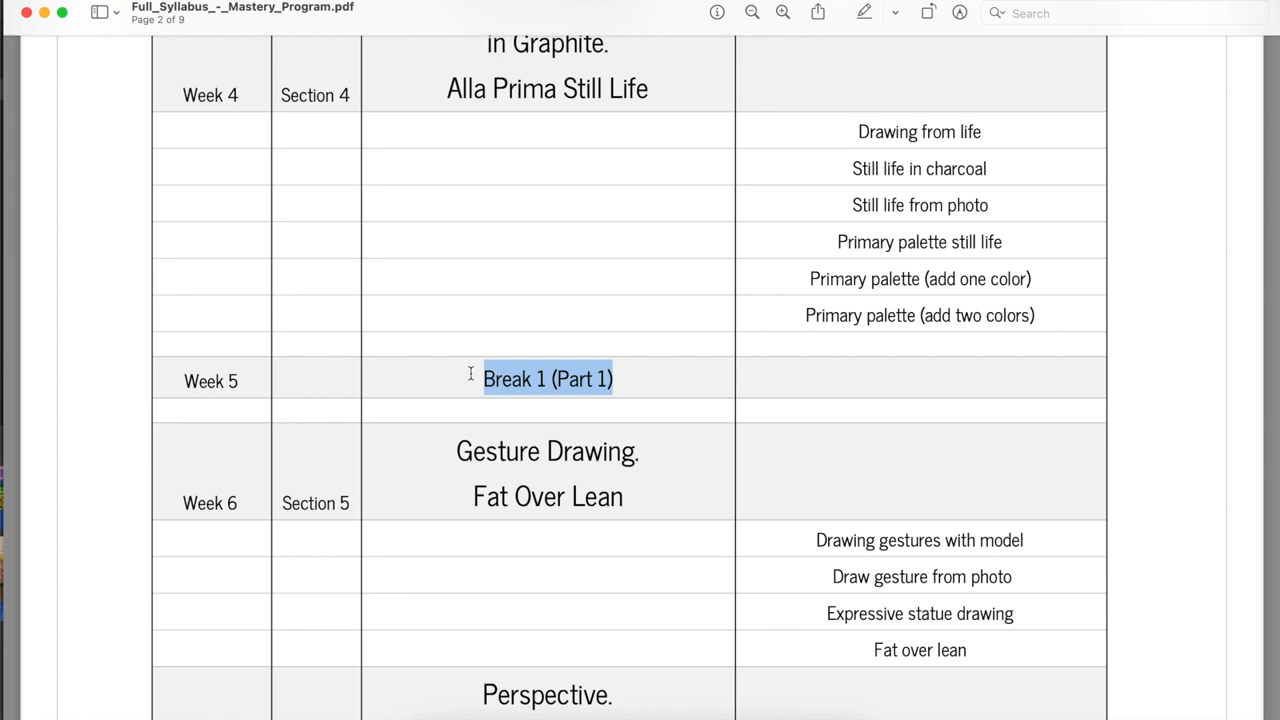 Full_Syllabus_-_Mastery_Program.pdf
Page 2 of 9
Search
in Graphite.
Alla Prima Still Life
Week 4
Section 4
Drawing from life
Still life in charcoal
Still life from photo
Primary palette still life
Primary palette (add one color)
Primary palette (add two colors)
Week 5
Break 1 (Part 1)
Gesture Drawing.
Fat Over Lean
Week 6
Section 5
Drawing gestures with model
Draw gesture from photo
Expressive statue drawing
Fat over lean
Perspective.